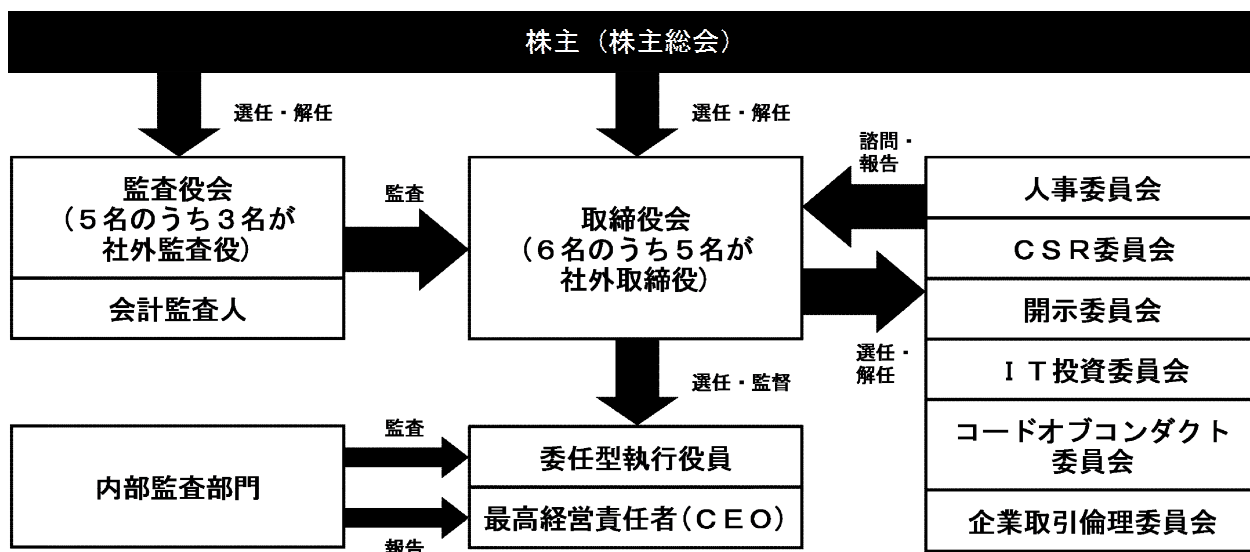 株主（株主総会）
選任・解任
選任・解任
監査役会
（５名のうち３名が
社外監査役）
会計監査人
監査
取締役会
（６名のうち５名が
社外取締役）
諮問・
報告
選任・
解任
人事委員会
ＣＳＲ委員会
開示委員会
ＩＴ投資委員会
コードオブコンダクト
委員会
企業取引倫理委員会
選任・監督
内部監査部門
監査
報告
委任型執行役員
最高経営責任者（ＣＥＯ）